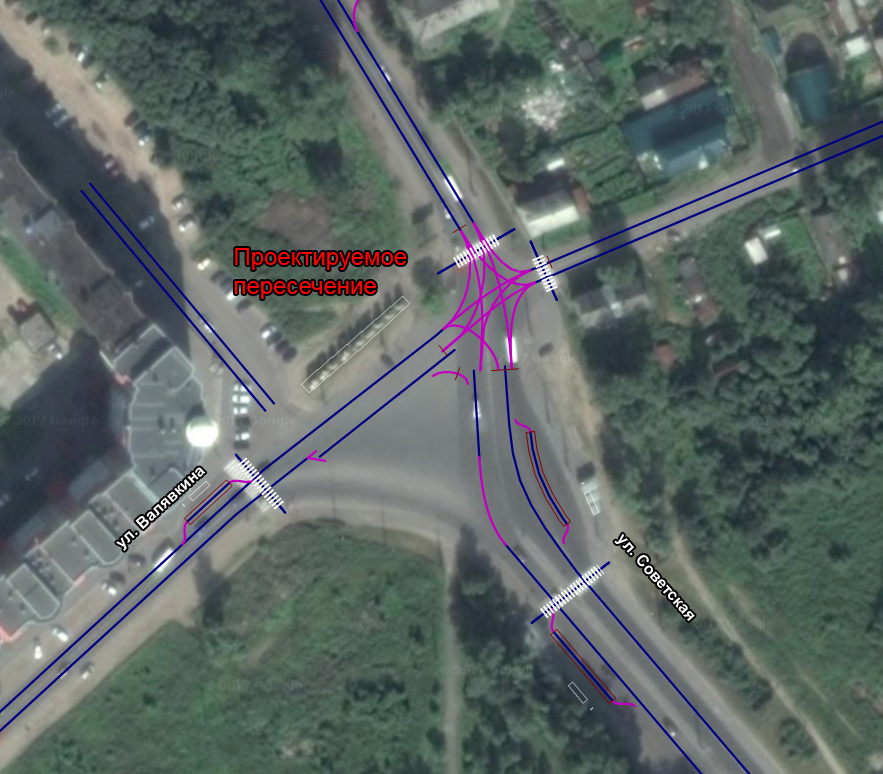 Проектируемое
пересечение
ул. Валявкина
ул. Советская